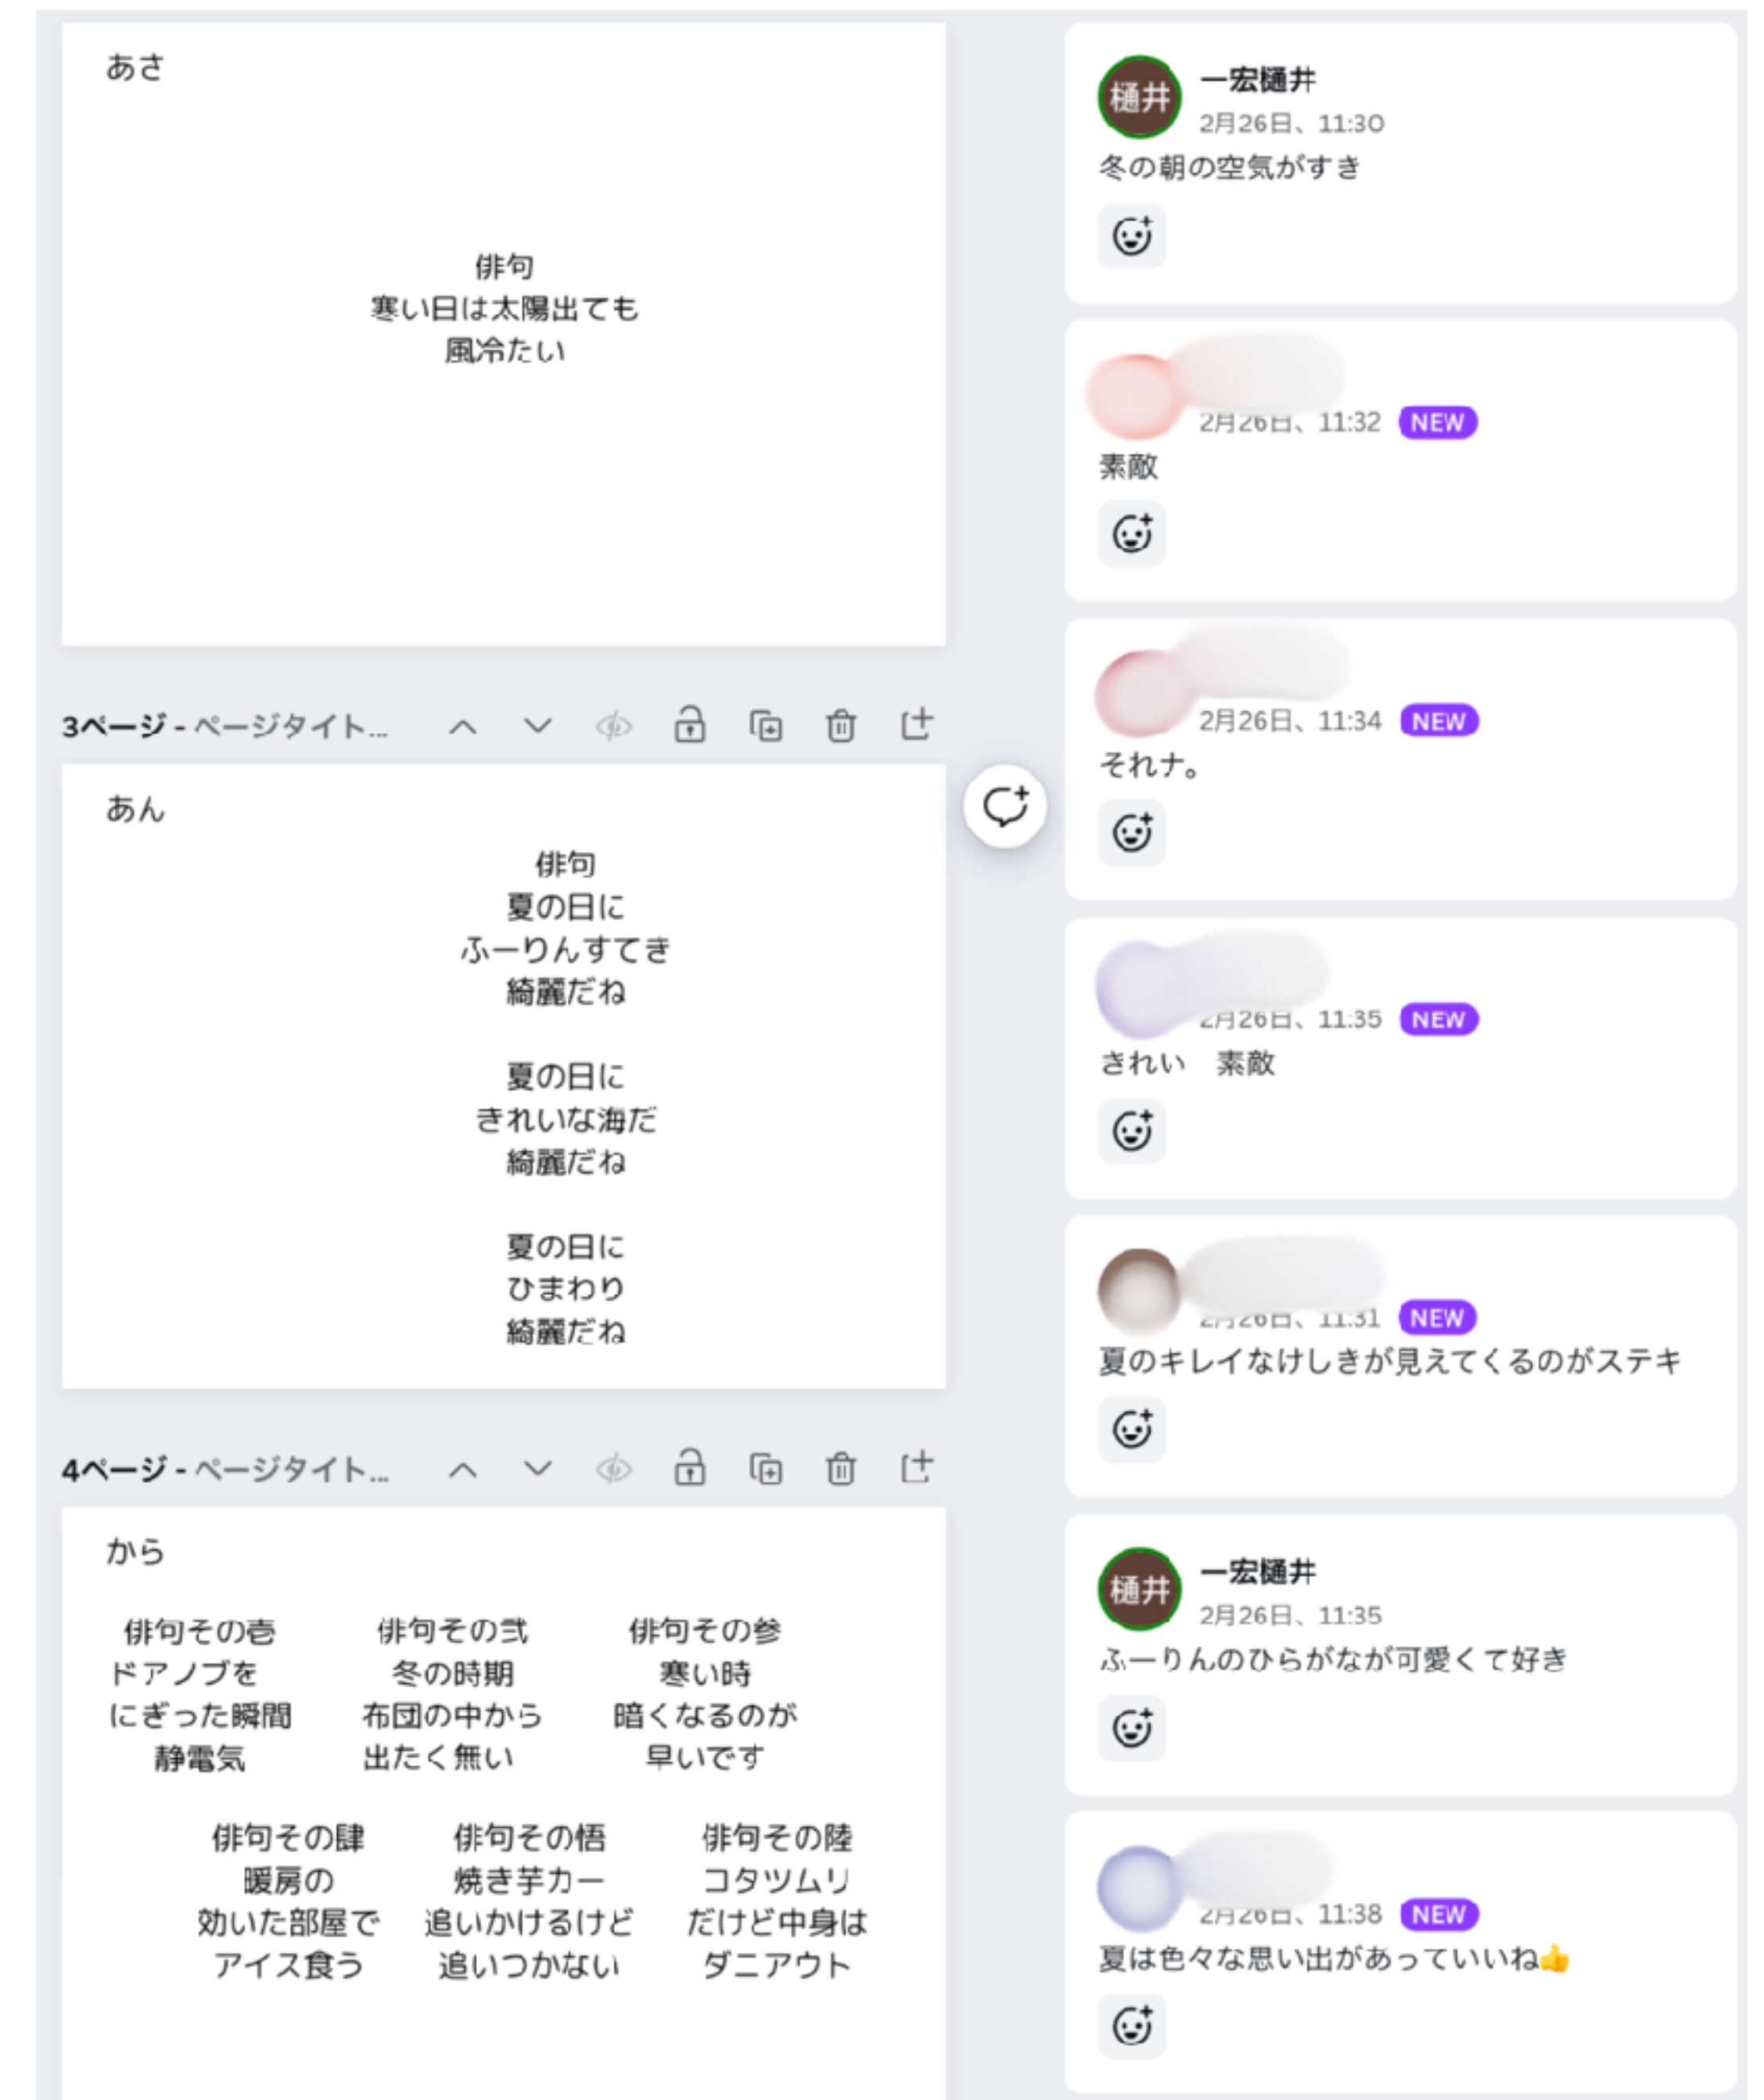 あさ
俳句
寒い日は太陽出ても
風冷たい
3ページ - ページタイト...
あん
俳句
夏の日に
ふーりんすてき
綺麗だね
夏の日に
きれいな海だ
綺麗だね
夏の日に
ひまわり
綺麗だね
4ページ - ページタイト...
から
俳句その壱
ドアノブを
にぎった瞬間
静電気
俳句その弐
冬の時期
布団の中から
出たく無い
俳句その参
寒い時
暗くなるのが
早いです
俳句その肆
暖房の
効いた部屋で
アイス食う
俳句その悟
焼き芋カー
追いかけるけど
追いつかない
俳句その陸
コタツムリ
だけど中身は
ダニアウト
樋井
一宏樋井
2月26日、11:30
冬の朝の空気がすき
2月26日、11:32 NEW
素敵
2月26日、11:34 NEW
それナ。
2月26日、11:35 NEW
きれい　素敵
2月26日、11:31 NEW
夏のキレイなけしきが見えてくるのがステキ
樋井
一宏樋井
2月26日、11:35
ふーりんのひらがなが可愛くて好き
2月26日、11:38 NEW
夏は色々な思い出があっていいね👍